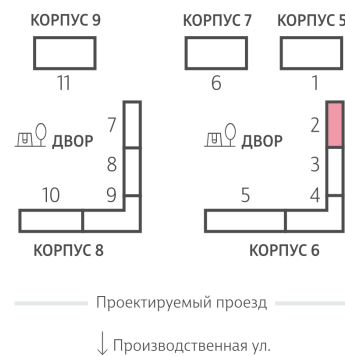 КОРПУС 9 КОРПУС 7 КОРПУС 5
11 6 1
7 2
ДВОР ДВОР
8 3
10 9 5 4
КОРПУС 8 КОРПУС 6
Проектируемый проезд
Производственная ул.